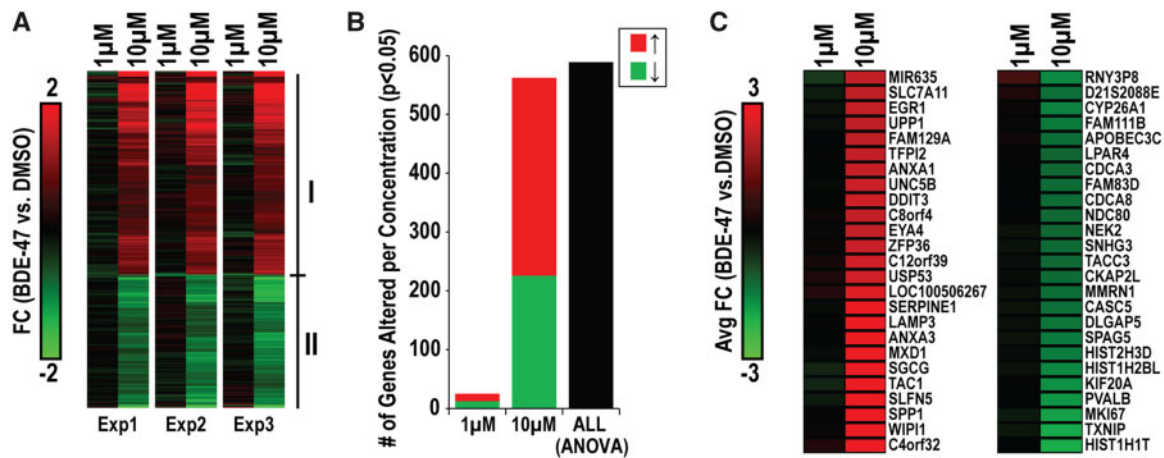 A
1μM
10μM
1μM
10μM
1μM
10μM
FC (BDE-47 vs. DMSO)
2
-2
I
II
Exp1
Exp2
Exp3
B
# of Genes Altered per Concentration (p<0.05)
↑
↓
600
500
400
300
200
100
0
1μM
10μM
ALL
(ANOVA)
C
1μM
10μM
Avg FC (BDE-47 vs.DMSO)
3
-3
MIR635
SLC7A11
EGR1
UPP1
FAM129A
TFPI2
ANXA1
UNC5B
DDIT3
C8orf4
EYA4
ZFP36
C12orf39
USP53
LOC100506267
SERPINE1
LAMP3
ANXA3
MXD1
SGCG
TAC1
SLFN5
SPP1
WIPI1
C4orf32
1μM
10μM
RNY3P8
D21S2088E
CYP26A1
FAM111B
APOBEC3C
LPAR4
CDCA3
FAM83D
CDCA8
NDC80
NEK2
SNHG3
TACC3
CKAP2L
MMRN1
CASC5
DLGAP5
SPAG5
HIST2H3D
HIST1H2BL
KIF20A
PVALB
MKI67
TXNIP
HIST1H1T